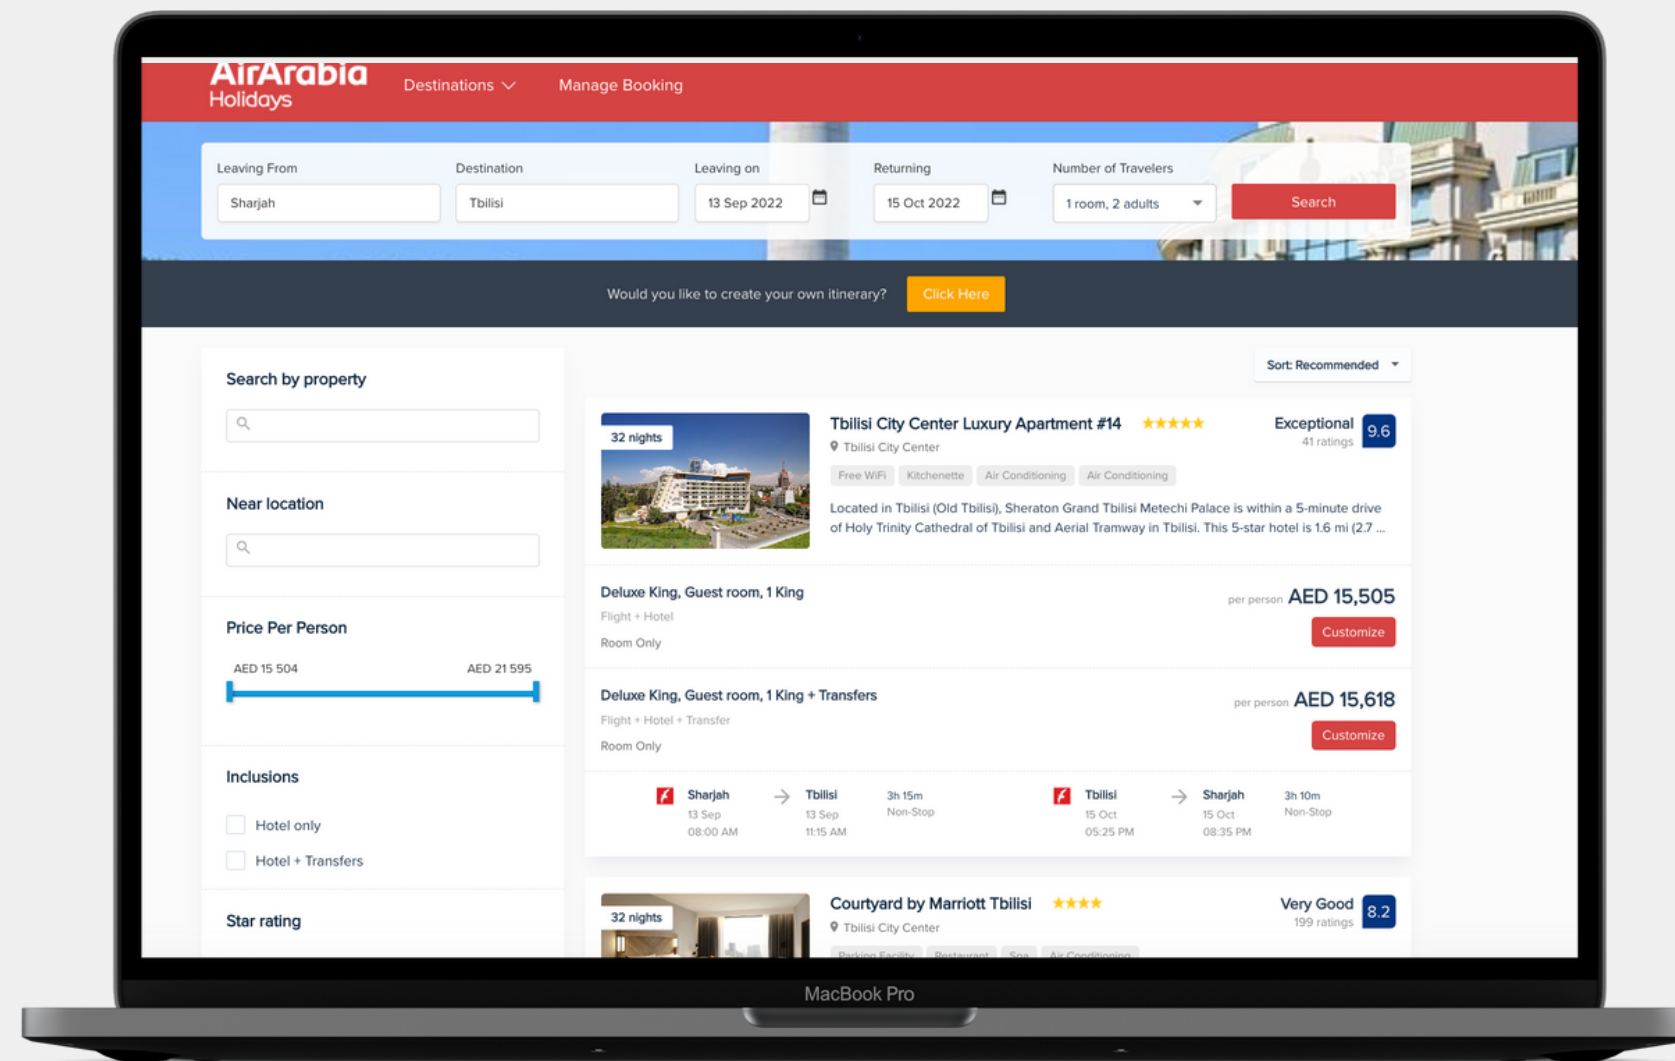 AirArabia
Holidays
Destinations
Manage Booking
Leaving From
Destination
Leaving on
Returning
Number of Travelers
Sharjah
Tbilisi
13 Sep 2022
15 Oct 2022
1 room, 2 adults
Search
Would you like to create your own itinerary?
Click Here
Search by property
Near location
Price Per Person
AED 15 504
AED 21 595
Inclusions
Hotel only
Hotel + Transfers
Star rating
Sort: Recommended
32 nights
Tbilisi City Center Luxury Apartment #14
Tbilisi City Center
Exceptional
41 ratings
9.6
Free WiFi
Kitchenette
Air Conditioning
Air Conditioning
Located in Tbilisi (Old Tbilisi), Sheraton Grand Tbilisi Metechi Palace is within a 5-minute drive
of Holy Trinity Cathedral of Tbilisi and Aerial Tramway in Tbilisi. This 5-star hotel is 1.6 mi (2.7 ...
Deluxe King, Guest room, 1 King
Flight + Hotel
Room Only
per person AED 15,505
Customize
Deluxe King, Guest room, 1 King + Transfers
Flight + Hotel + Transfer
Room Only
per person AED 15,618
Customize
Sharjah
13 Sep
08:00 AM
Tbilisi
13 Sep
11:15 AM
3h 15m
Non-Stop
Tbilisi
15 Oct
05:25 PM
Sharjah
15 Oct
08:35 PM
3h 10m
Non-Stop
32 nights
Courtyard by Marriott Tbilisi
Tbilisi City Center
Very Good
199 ratings
8.2
Parking Facility
Restaurant
Spa
Air Conditioning
MacBook Pro